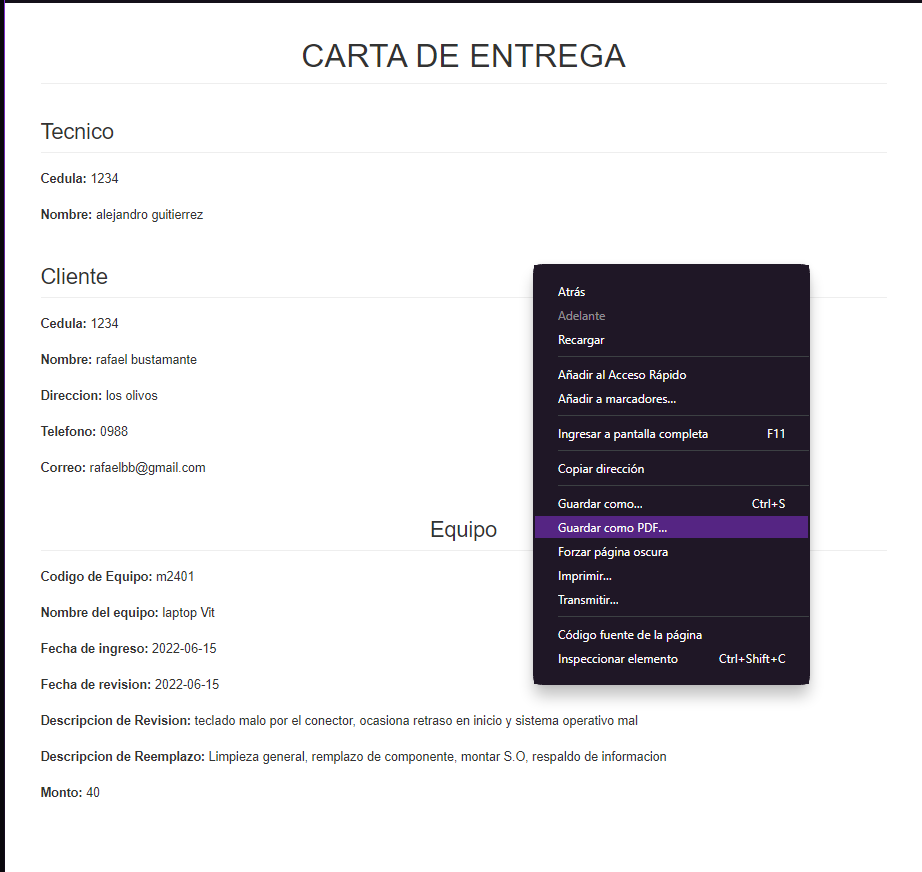 CARTA DE ENTREGA
Tecnico
Cedula: 1234
Nombre: alejandro guitierrez
Cliente
Cedula: 1234
Nombre: rafael bustamante
Direccion: los olivos
Telefono: 0988
Correo: rafaelbb@gmail.com
Equipo
Codigo de Equipo: m2401
Nombre del equipo: laptop Vit
Fecha de ingreso: 2022-06-15
Fecha de revision: 2022-06-15
Descripcion de Revision: teclado malo por el conector, ocasiona retraso en inicio y sistema operativo mal
Descripcion de Reemplazo: Limpieza general, remplazo de componente, montar S.O, respaldo de informacion
Monto: 40
Atrás
Adelante
Recargar
Añadir al Acceso Rápido
Añadir a marcadores...
Ingresar a pantalla completa F11
Copiar dirección
Guardar como... Ctrl+S
Guardar como PDF...
Forzar página oscura
Imprimir...
Transmitir...
Código fuente de la página
Inspeccionar elemento Ctrl+Shift+C